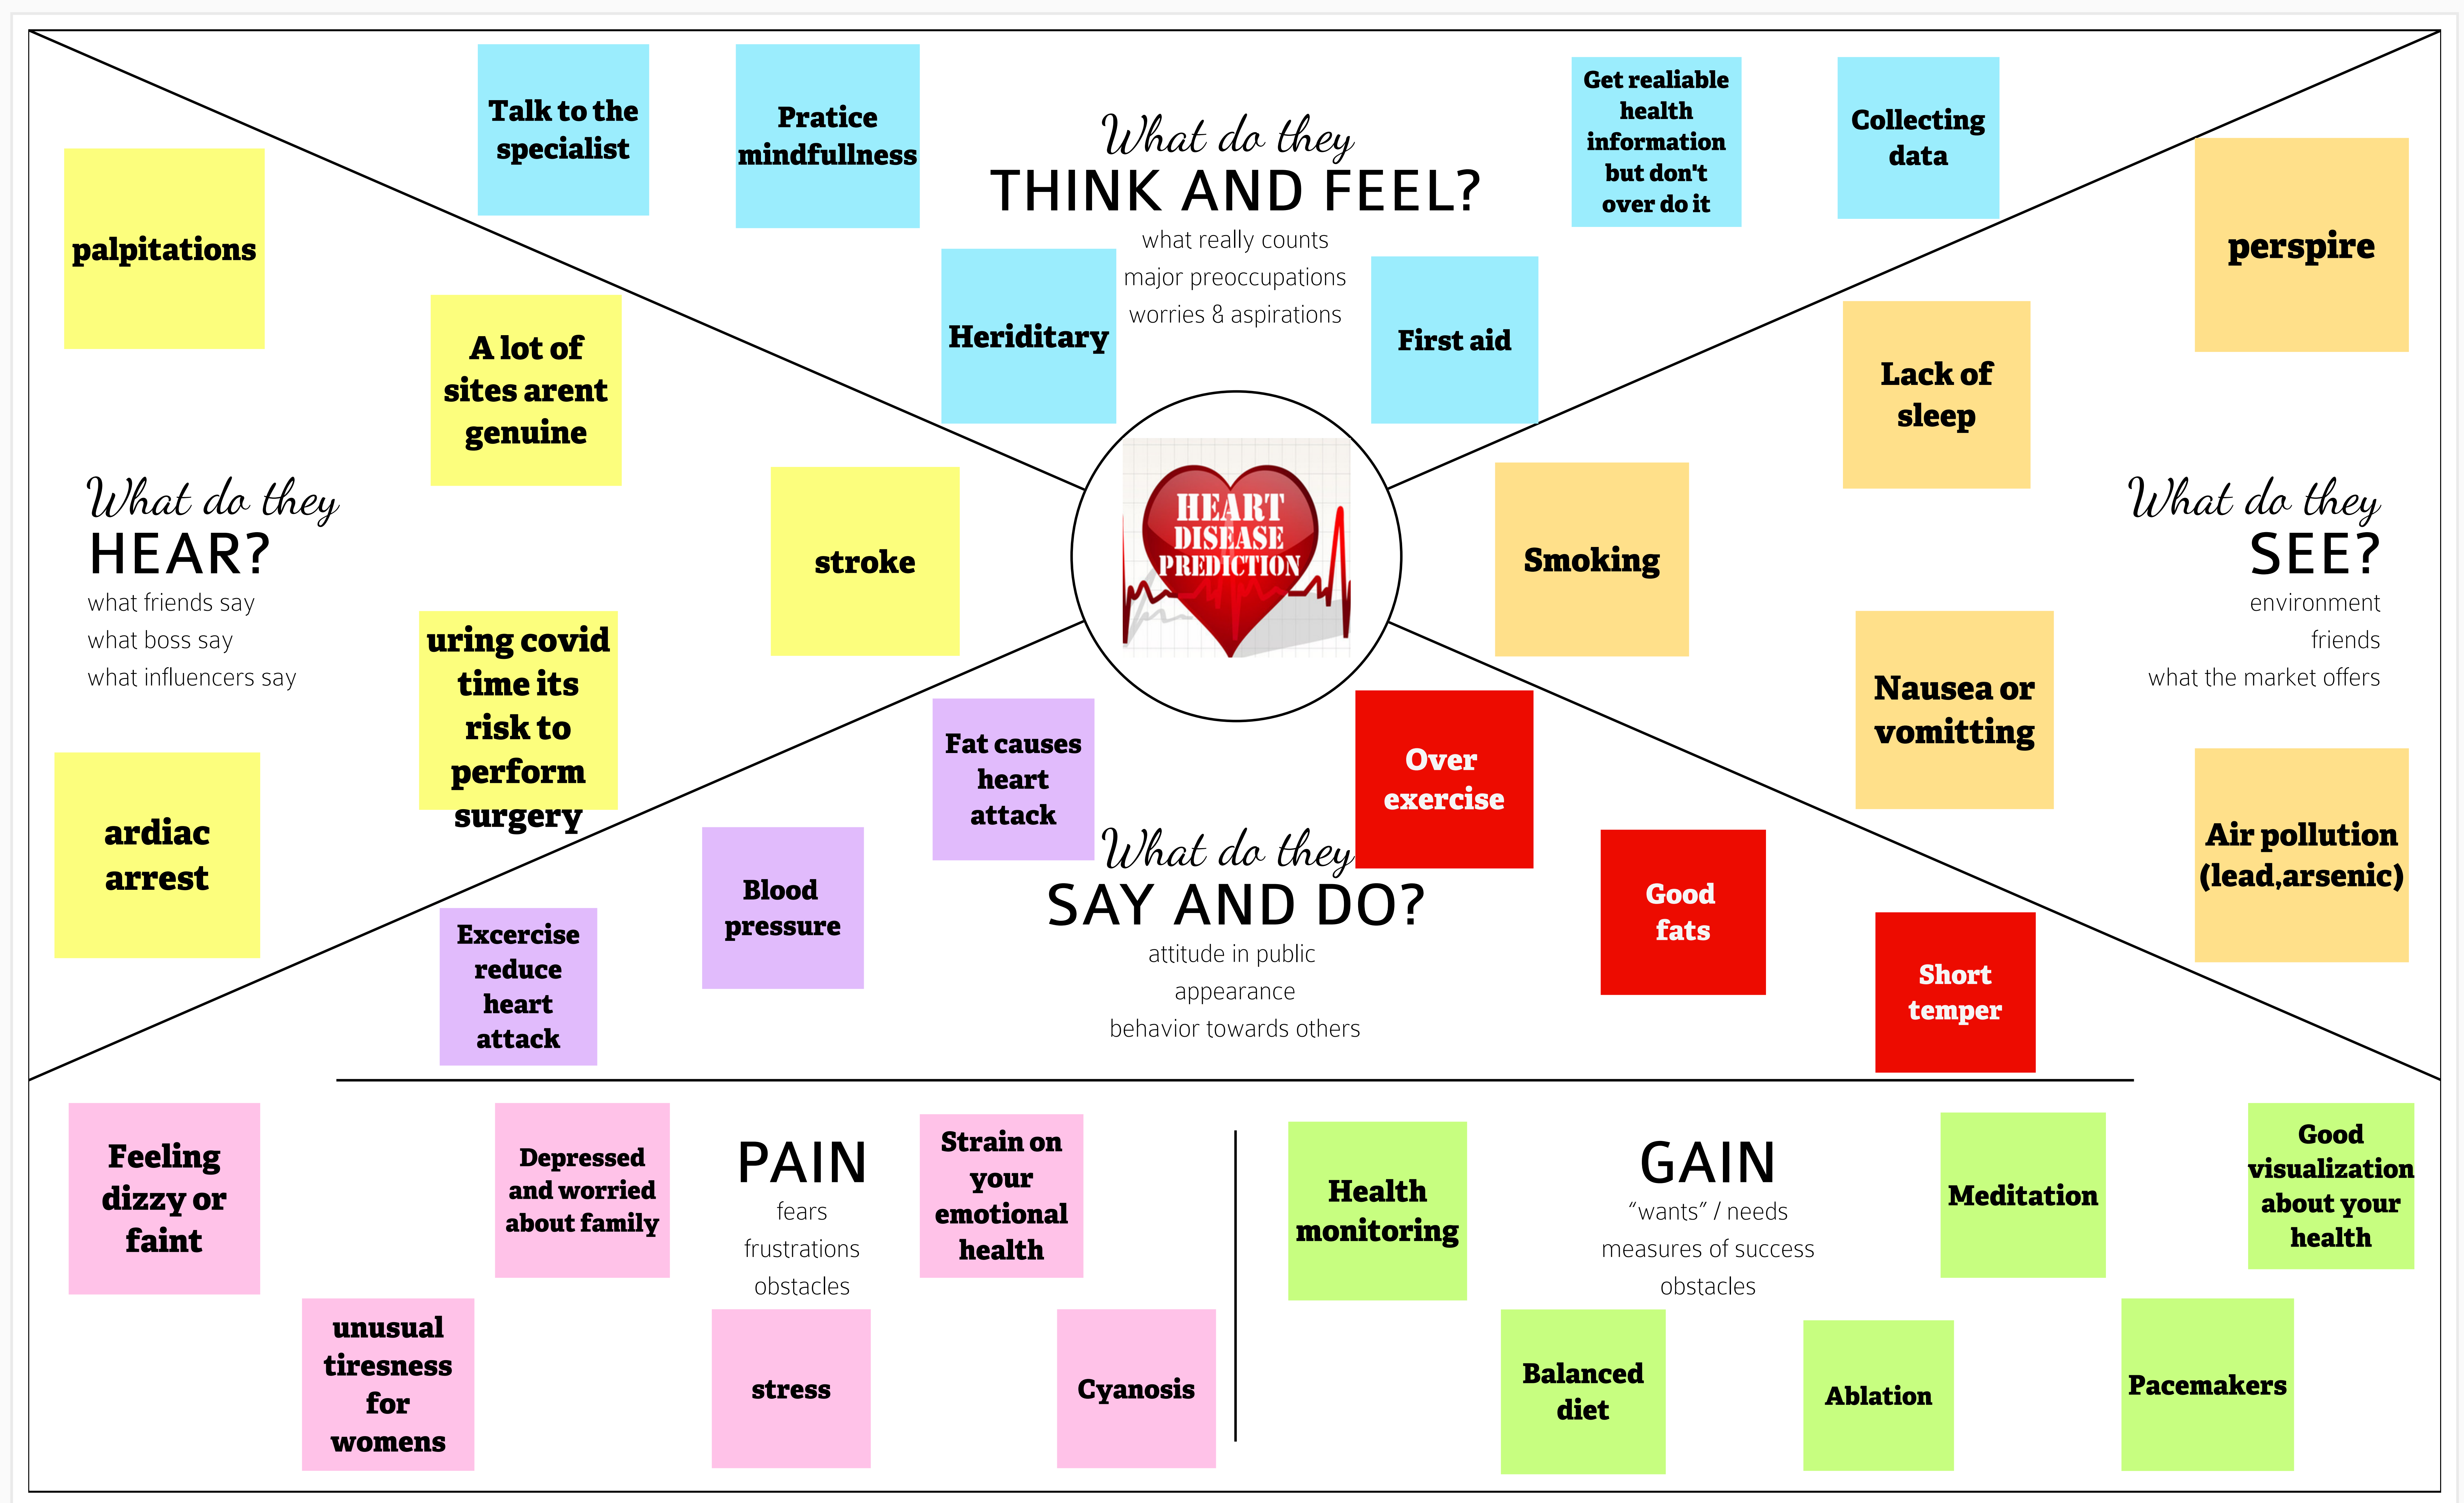 Talk to the
specialist
Pratice
mindfullness
What do they
THINK AND FEEL?
what really counts
major preoccupations
worries & aspirations
Get realiable
health
information
but don't
over do it
Collecting
data
Heriditary
First aid
palpitations
A lot of
sites arent
genuine
stroke
What do they
HEAR?
what friends say
what boss say
what influencers say
uring covid
time its
risk to
perform
surgery
ardiac
arrest
HEART
DISEASE
PREDICTION
perspire
Lack of
sleep
Smoking
What do they
SEE?
environment
friends
what the market offers
Nausea or
vomitting
Air pollution
(lead,arsenic)
Fat causes
heart
attack
Blood
pressure
Excercise
reduce
heart
attack
What do they
SAY AND DO?
attitude in public
appearance
behavior towards others
Over
exercise
Good
fats
Short
temper
Feeling
dizzy or
faint
Depressed
and worried
about family
PAIN
fears
frustrations
obstacles
Strain on
your
emotional
health
unusual
tiresness
for
womens
stress
Cyanosis
Health
monitoring
GAIN
“wants” / needs
measures of success
obstacles
Meditation
Good
visualization
about your
health
Balanced
diet
Ablation
Pacemakers